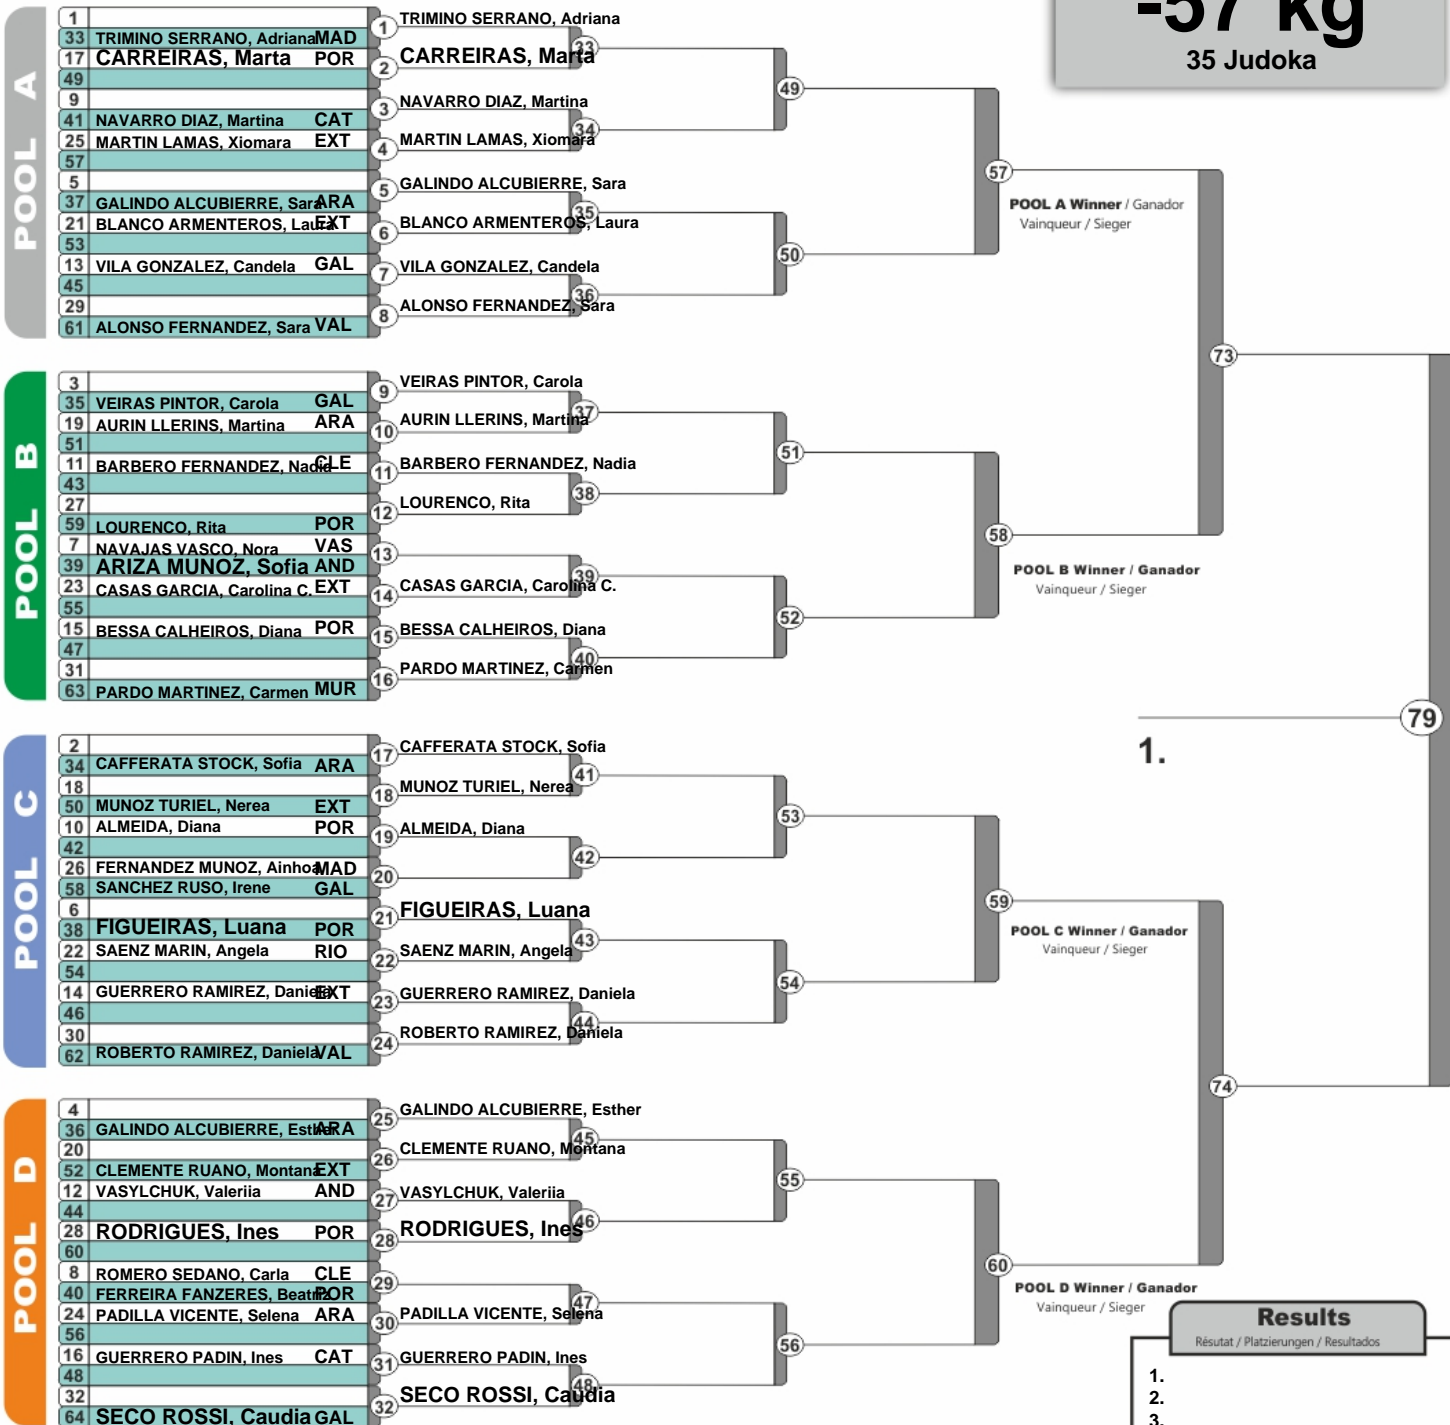 -57 kg
35 Judoka
POOL A
1
33 TRIMINO SERRANO, Adriana MAD
17 CARREIRAS, Marta POR
49
9
41 NAVARRO DIAZ, Martina CAT
25 MARTIN LAMAS, Xiomara EXT
57
5
37 GALINDO ALCUBIERRE, Sara ARA
21 BLANCO ARMENTEROS, Laura EXT
53
13 VILA GONZALEZ, Candela GAL
45
29
61 ALONSO FERNANDEZ, Sara VAL
1 TRIMINO SERRANO, Adriana
33
2 CARREIRAS, Marta
3 NAVARRO DIAZ, Martina
34
4 MARTIN LAMAS, Xiomara
5 GALINDO ALCUBIERRE, Sara
35
6 BLANCO ARMENTEROS, Laura
7 VILA GONZALEZ, Candela
36
8 ALONSO FERNANDEZ, Sara
49
50
57
POOL A Winner / Ganador
Vainqueur / Sieger
POOL B
3
35 VEIRAS PINTOR, Carola GAL
19 AURIN LLERINS, Martina ARA
51
11 BARBERO FERNANDEZ, Nadia CLE
43
27
59 LOURENCO, Rita POR
7 NAVAJAS VASCO, Nora VAS
39 ARIZA MUNOZ, Sofia AND
23 CASAS GARCIA, Carolina C. EXT
55
15 BESSA CALHEIROS, Diana POR
47
31
63 PARDO MARTINEZ, Carmen MUR
9 VEIRAS PINTOR, Carola
37
10 AURIN LLERINS, Martina
11 BARBERO FERNANDEZ, Nadia
38
12 LOURENCO, Rita
13
39
14 CASAS GARCIA, Carolina C.
15 BESSA CALHEIROS, Diana
40
16 PARDO MARTINEZ, Carmen
51
52
58
POOL B Winner / Ganador
Vainqueur / Sieger
73
79
1.
POOL C
2
34 CAFFERATA STOCK, Sofia ARA
18
50 MUNOZ TURIEL, Nerea EXT
10 ALMEIDA, Diana POR
42
26 FERNANDEZ MUNOZ, Ainhoa MAD
58 SANCHEZ RUSO, Irene GAL
6
38 FIGUEIRAS, Luana POR
22 SAENZ MARIN, Angela RIO
54
14 GUERRERO RAMIREZ, Daniela EXT
46
30
62 ROBERTO RAMIREZ, Daniela VAL
17 CAFFERATA STOCK, Sofia
41
18 MUNOZ TURIEL, Nerea
19 ALMEIDA, Diana
42
20
21 FIGUEIRAS, Luana
43
22 SAENZ MARIN, Angela
23 GUERRERO RAMIREZ, Daniela
44
24 ROBERTO RAMIREZ, Daniela
53
54
59
POOL C Winner / Ganador
Vainqueur / Sieger
POOL D
4
36 GALINDO ALCUBIERRE, Esther ARA
20
52 CLEMENTE RUANO, Montana EXT
12 VASYLCHUK, Valeriia AND
44
28 RODRIGUES, Ines POR
60
8 ROMERO SEDANO, Carla CLE
40 FERREIRA FANZERES, Beatriz POR
24 PADILLA VICENTE, Selena ARA
56
16 GUERRERO PADIN, Ines CAT
48
32
64 SECO ROSSI, Caudia GAL
25 GALINDO ALCUBIERRE, Esther
45
26 CLEMENTE RUANO, Montana
27 VASYLCHUK, Valeriia
46
28 RODRIGUES, Ines
29
47
30 PADILLA VICENTE, Selena
31 GUERRERO PADIN, Ines
48
32 SECO ROSSI, Caudia
55
56
60
POOL D Winner / Ganador
Vainqueur / Sieger
74
Results
Résutat / Platzierungen / Resultados
1.
2.
3.